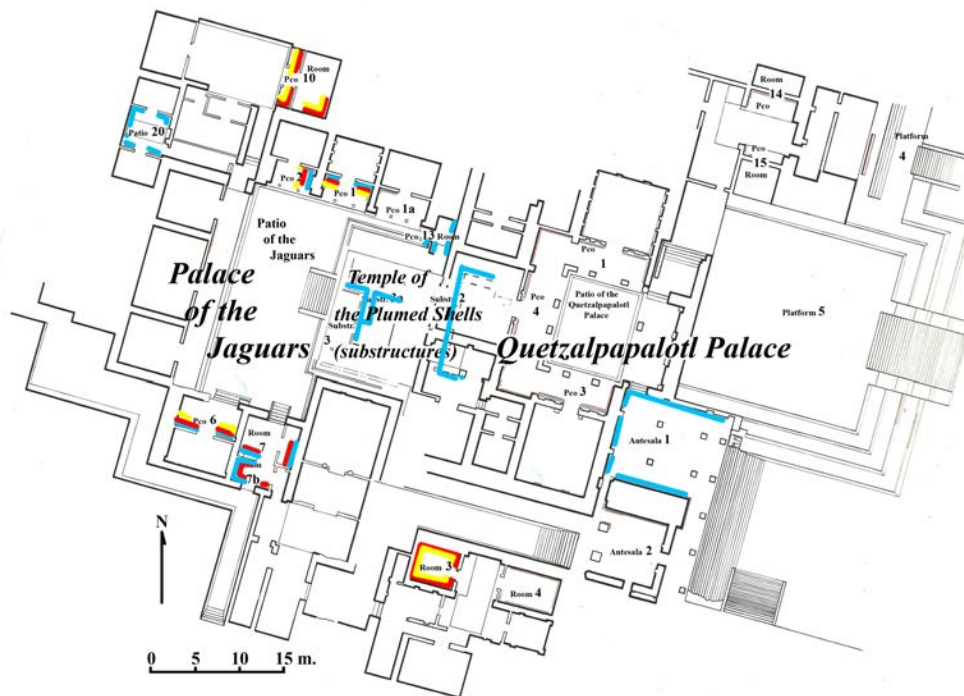 Room
Pco 10
Patio 20
Pco 2
Pco 1
Pco 1a
Pco 13
Room
Patio
of the
Jaguars
Palace
of the
Jaguars
Temple of
the Plumed Shells
(substructures)
Substr. 2
Substr.
3
Pco
1
Pco
4
Patio of the
Quetzalpapalotl
Palace
Pco 3
Quetzalpapalotl Palace
Room
14
Pco
Pco
15
Room
Platform
4
Platform 5
Pco 6
Room
7
7b
Antesala 1
Antesala 2
Room 3
Room 4
N
0 5 10 15 m.